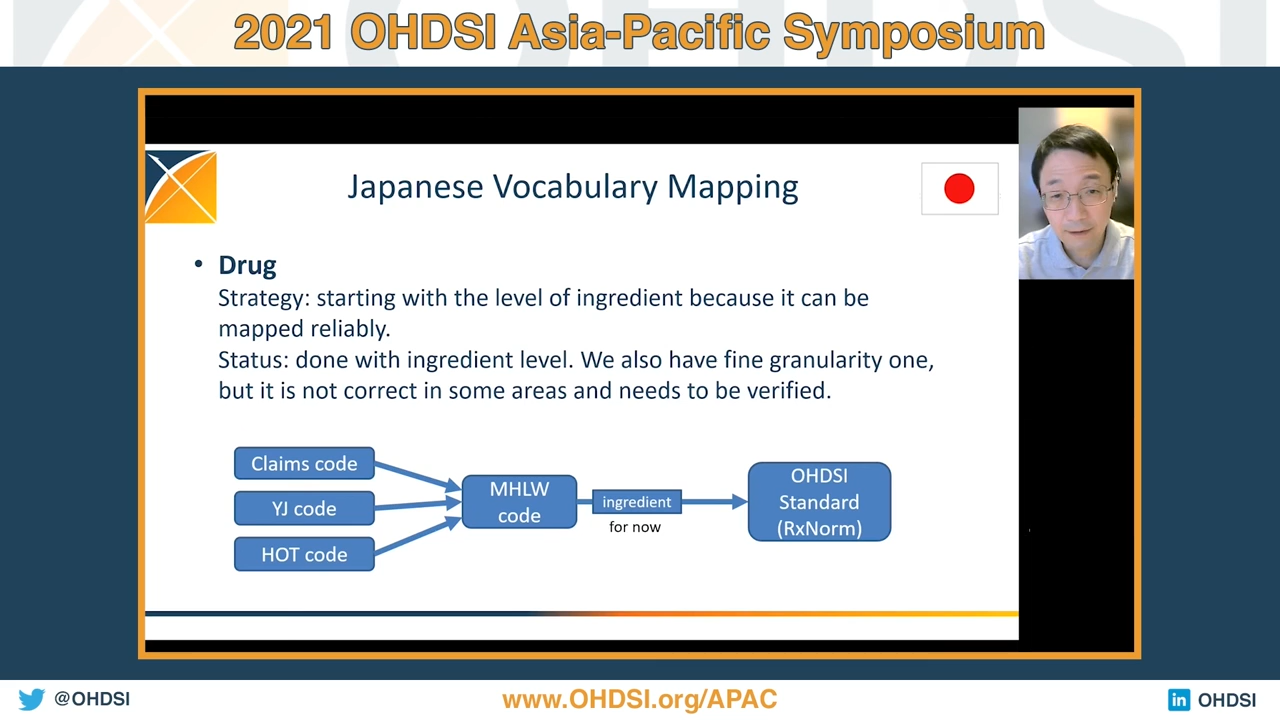 2021 OHDSI Asia-Pacific Symposium
Japanese Vocabulary Mapping
• Drug
Strategy: starting with the level of ingredient because it can be
mapped reliably.
Status: done with ingredient level. We also have fine granularity one,
but it is not correct in some areas and needs to be verified.
Claims code
YJ code
HOT code
MHLW
code
ingredient
for now
OHDSI
Standard
(RxNorm)
@OHDSI
www.OHDSI.org/APAC
in OHDSI